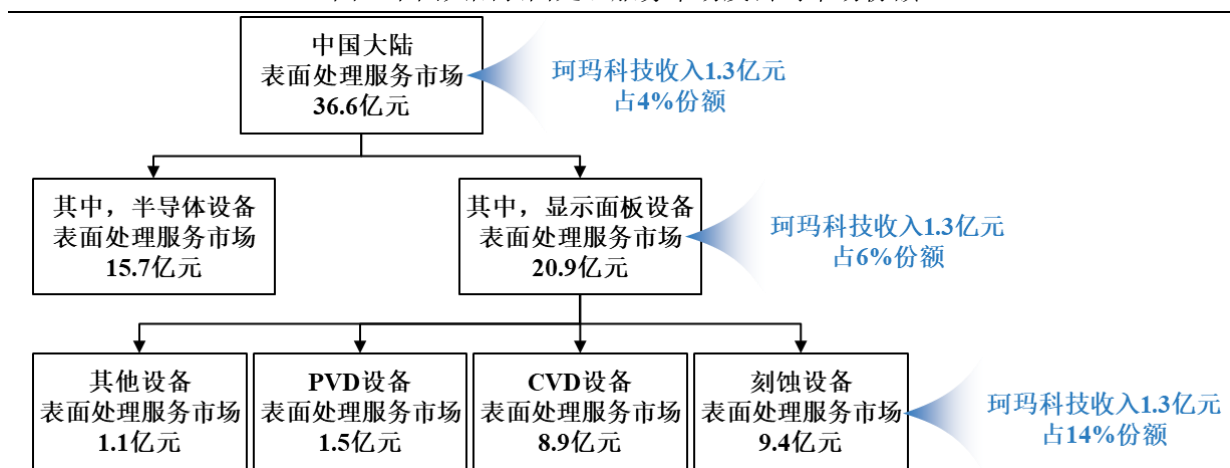 中国大陆
表面处理服务市场
36.6亿元
珂玛科技收入1.3亿元
占4%份额
其中，半导体设备
表面处理服务市场
15.7亿元
其中，显示面板设备
表面处理服务市场
20.9亿元
珂玛科技收入1.3亿元
占6%份额
其他设备
表面处理服务市场
1.1亿元
PVD设备
表面处理服务市场
1.5亿元
CVD设备
表面处理服务市场
8.9亿元
刻蚀设备
表面处理服务市场
9.4亿元
珂玛科技收入1.3亿元
占14%份额